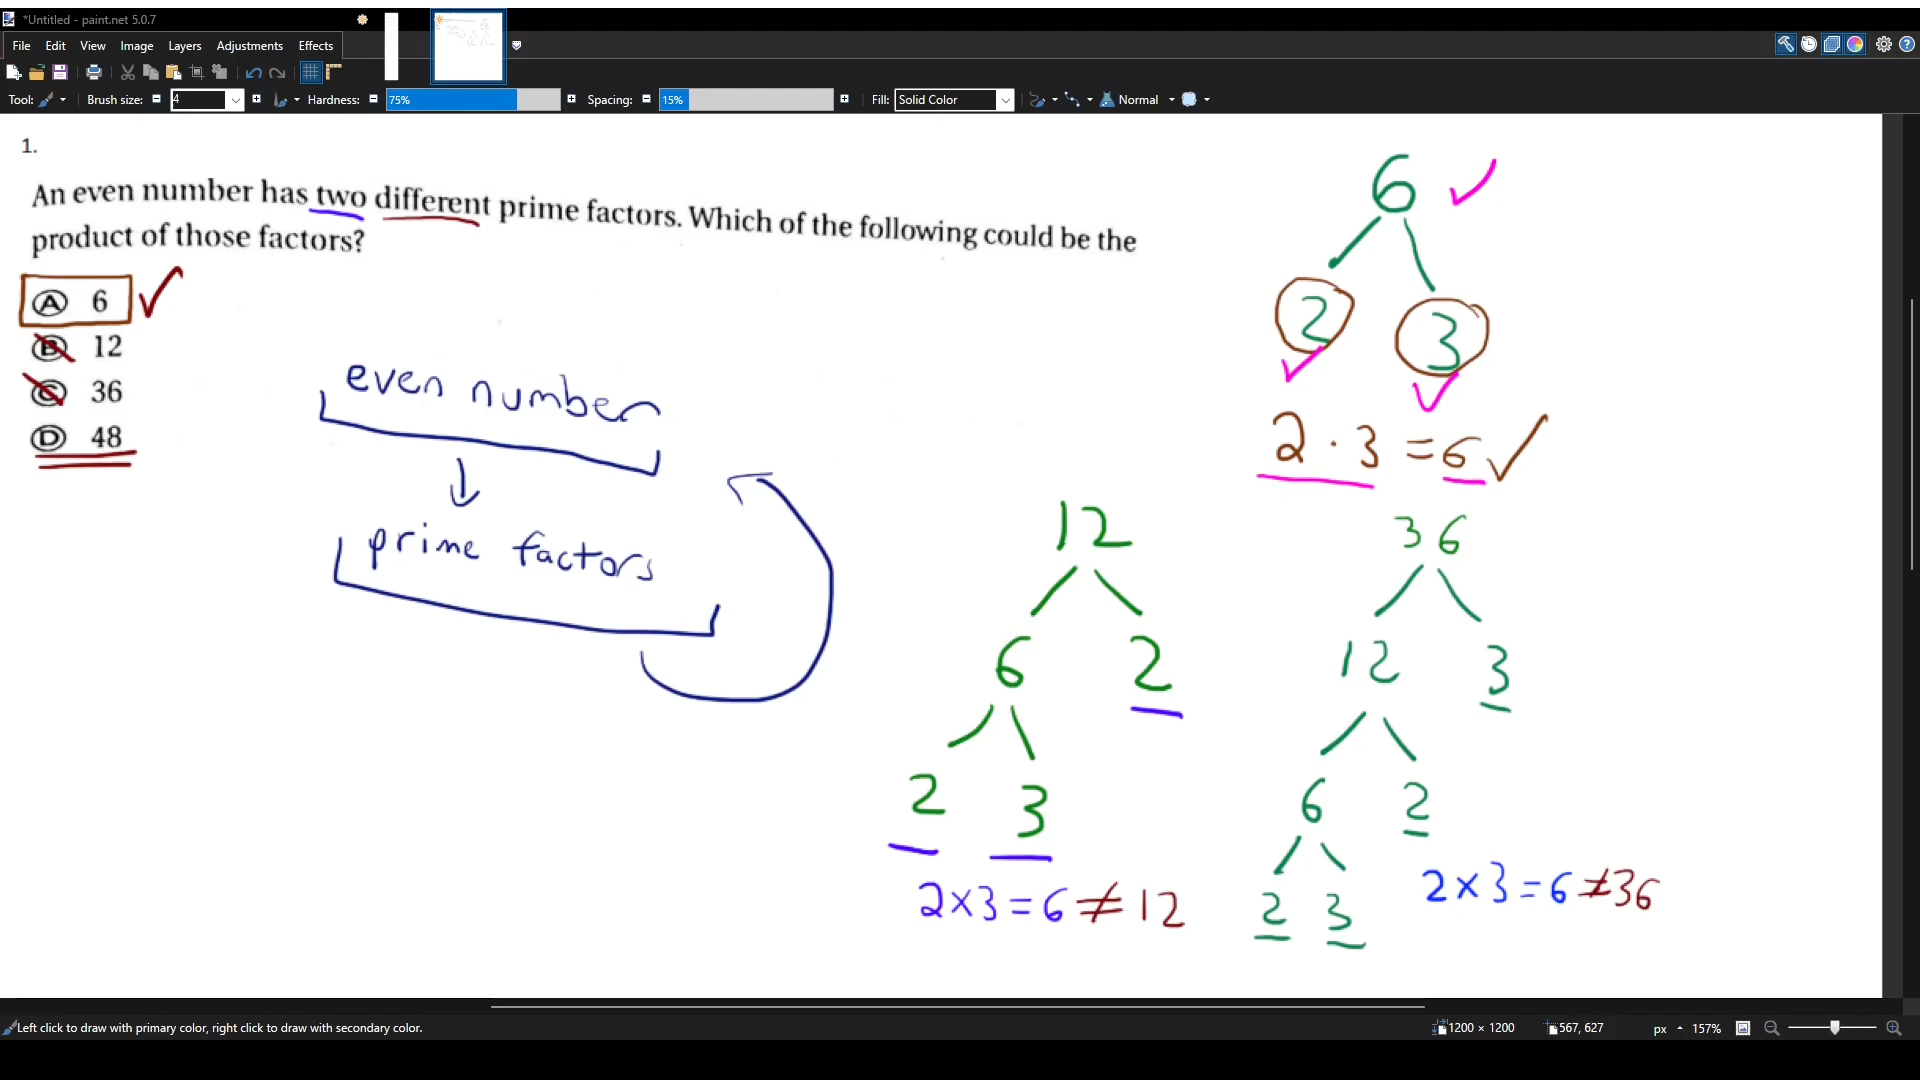 *Untitled - paint.net 5.0.7
File Edit View Image Layers Adjustments Effects
Tool: Brush size: 4 Hardness: 75% Spacing: 15% Fill: Solid Color Normal
1.
An even number has two different prime factors. Which of the following could be the
product of those factors?
A 6
B 12
C 36
D 48
even number
prime factors
6
2 3
2 · 3 = 6
12
6 2
2 3
2 x 3 = 6 ≠ 12
36
12 3
6 2
2 3
2 x 3 = 6 ≠ 36
Left click to draw with primary color, right click to draw with secondary color.
1200 × 1200 567, 627 px 157%